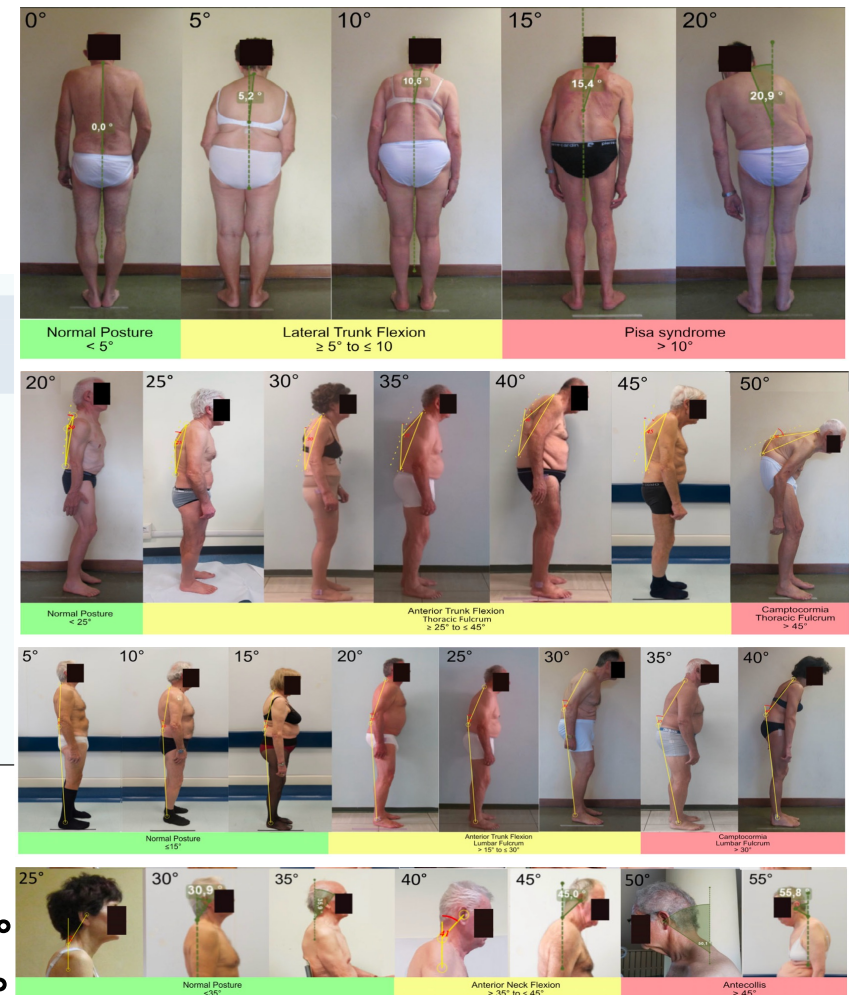 0° 5° 10° 15° 20°
0,0 ° 5,2 ° 10,6 ° 15,4 ° 20,9 °
Normal Posture Lateral Trunk Flexion Pisa syndrome
< 5° ≥ 5° to ≤ 10 > 10°
20° 25° 30° 35° 40° 45° 50°
Normal Posture Anterior Trunk Flexion Camptocormia
< 25° Thoracic Fulcrum Thoracic Fulcrum
≥ 25° to ≤ 45° > 45°
5° 10° 15° 20° 25° 30° 35° 40°
Normal Posture Anterior Trunk Flexion Camptocormia
≤15° Lumbar Fulcrum Lumbar Fulcrum
> 15° to ≤ 30° > 30°
25° 30° 35° 40° 45° 50° 55°
30,9 ° 45,0 ° 55,8
Normal Posture Anterior Neck Flexion Antecollis
≤35° > 35° to ≤ 45° > 45°